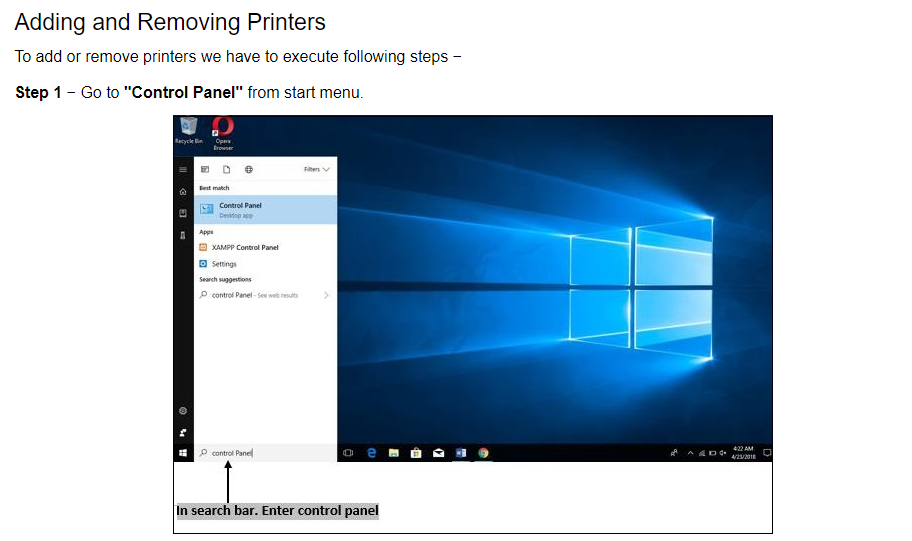 Adding and Removing Printers
To add or remove printers we have to execute following steps −
Step 1 − Go to "Control Panel" from start menu.
Recycle Bin
Opera
Browser
Filters
Best match
Control Panel
Desktop app
Apps
XAMPP Control Panel
Settings
Search suggestions
control Panel - See web results
control Panel
4:22 AM
4/23/2018
In search bar. Enter control panel